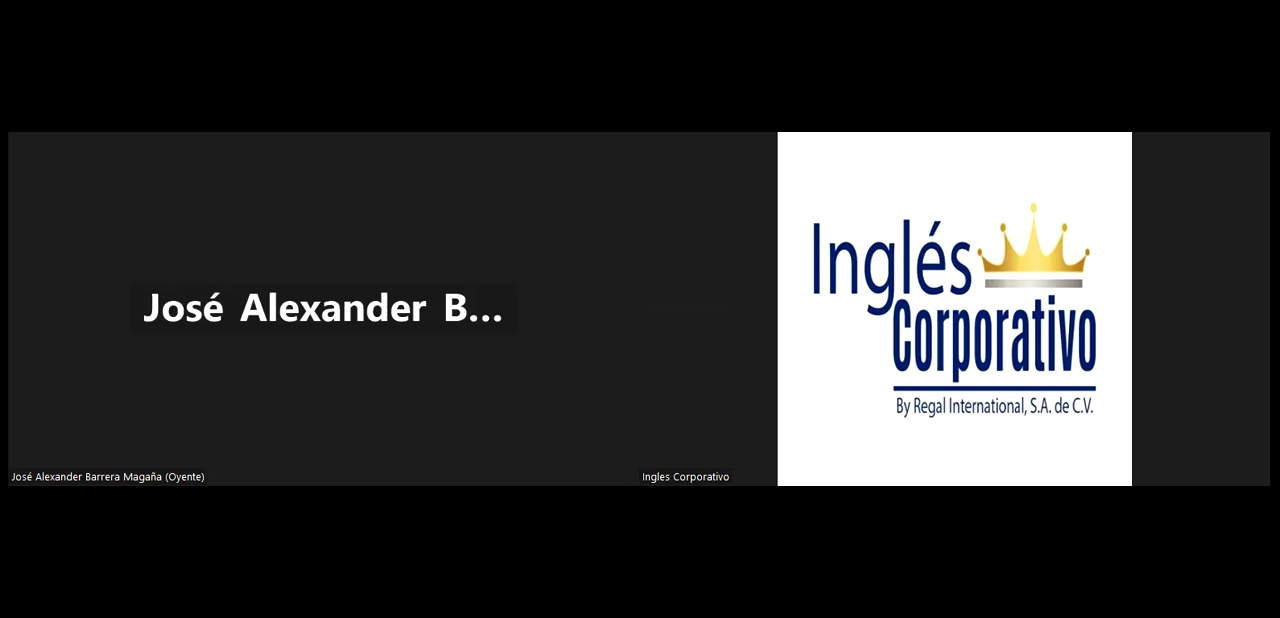 José Alexander B...
Inglés
Corporativo
By Regal International, S.A. de C.V.
José Alexander Barrera Magaña (Oyente)
Ingles Corporativo